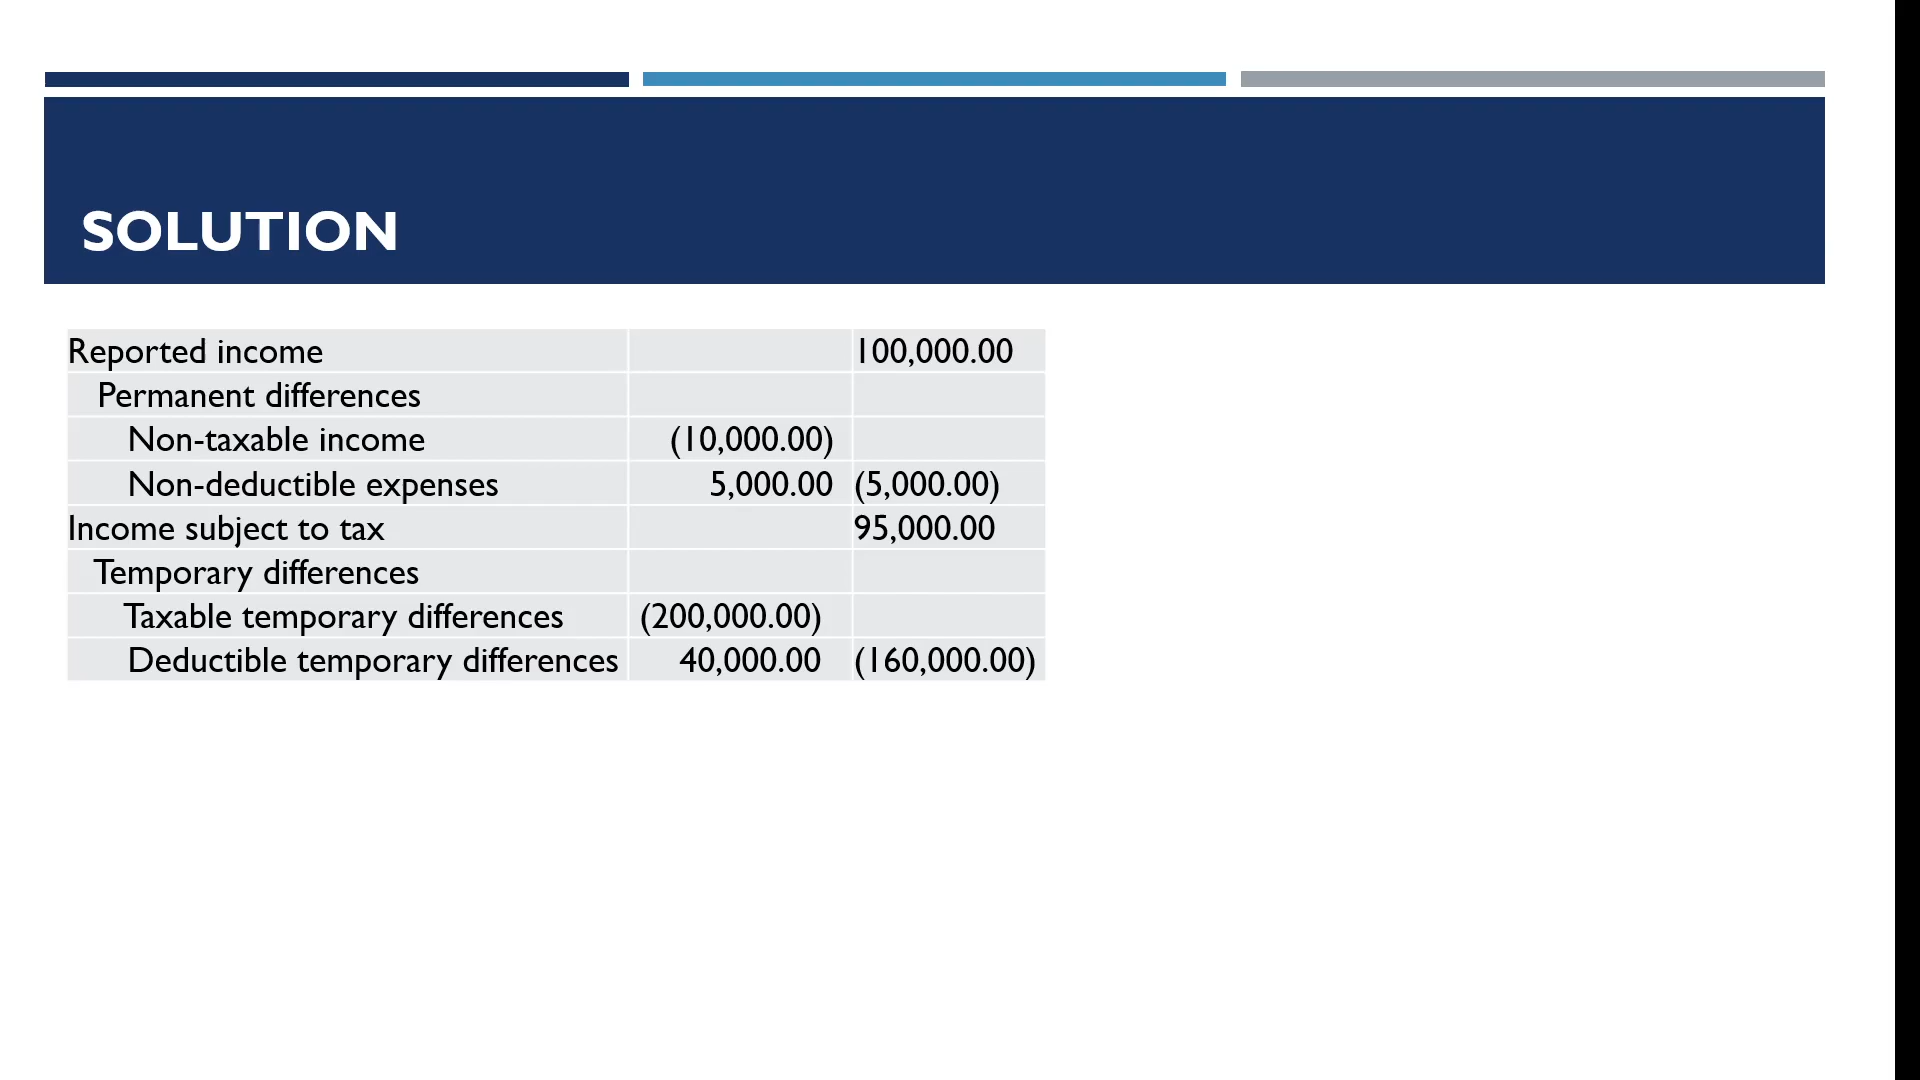 SOLUTION
Reported income 100,000.00
Permanent differences
Non-taxable income (10,000.00)
Non-deductible expenses 5,000.00 (5,000.00)
Income subject to tax 95,000.00
Temporary differences
Taxable temporary differences (200,000.00)
Deductible temporary differences 40,000.00 (160,000.00)